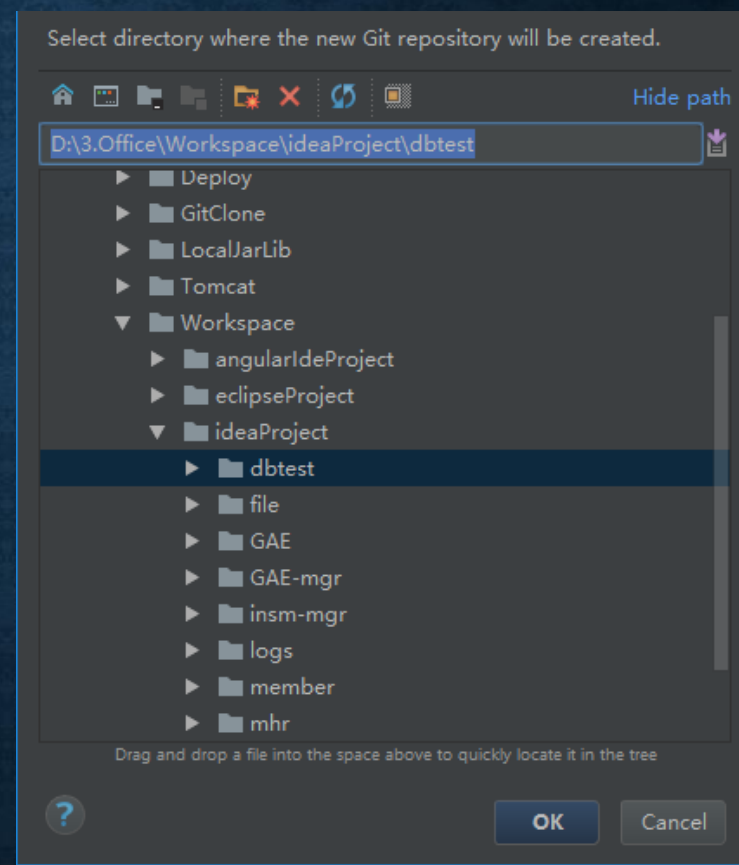 Select directory where the new Git repository will be created.
Hide path
D:\3.Office\Workspace\ideaProject\dbtest
Deploy
GitClone
LocalJarLib
Tomcat
Workspace
angularIdeProject
eclipseProject
ideaProject
dbtest
file
GAE
GAE-mgr
insm-mgr
logs
member
mhr
Drag and drop a file into the space above to quickly locate it in the tree
?
OK
Cancel